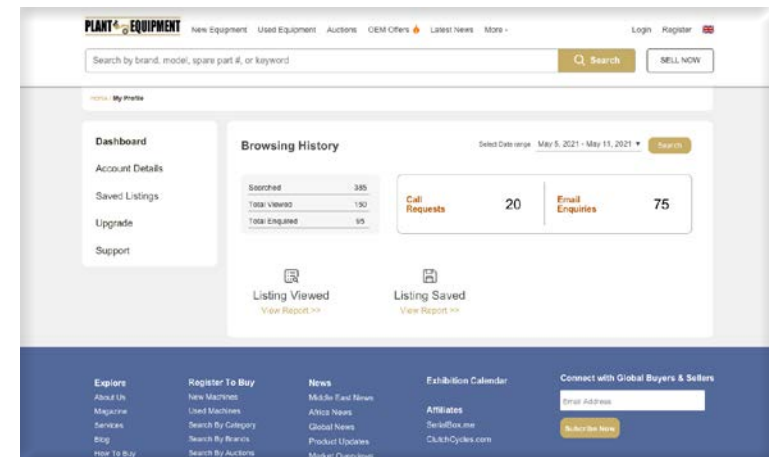 PLANT & EQUIPMENT New Equipment Used Equipment Auctions OEM Offers Latest News More Login Register
Search by brand, model, spare part #, or keyword Search SELL NOW
Home / My Profile
Dashboard
Account Details
Saved Listings
Upgrade
Support
Browsing History
Select Date range May 5, 2021 - May 11, 2021 ▼ Search
Searched 385
Total Viewed 150
Total Enquired 95
Call Requests 20
Email Enquiries 75
Listing Viewed
View Report >>
Listing Saved
View Report >>
Explore
About Us
Magazine
Services
Blog
How To Buy
Register To Buy
New Machines
Used Machines
Search By Category
Search By Brands
Search By Auctions
News
Middle East News
Africa News
Global News
Product Updates
Market Overviews
Exhibition Calendar
Affiliates
SerialBox.me
ClutchCycles.com
Connect with Global Buyers & Sellers
Email Address
Subscribe Now